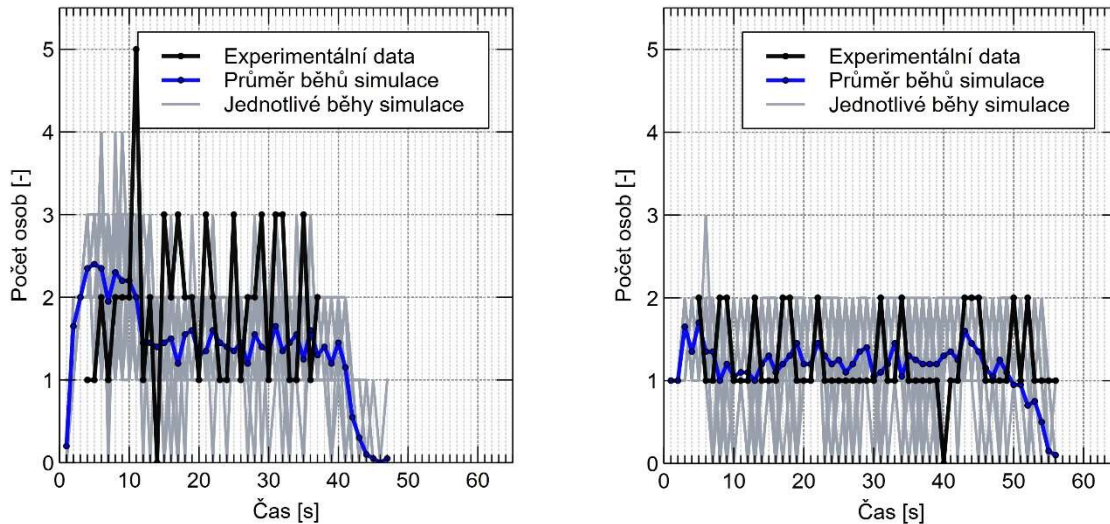 Experimentální data
Průměr běhů simulace
Jednotlivé běhy simulace
Počet osob [-]
5
4
3
2
1
0
0 10 20 30 40 50 60
Čas [s]
Experimentální data
Průměr běhů simulace
Jednotlivé běhy simulace
Počet osob [-]
5
4
3
2
1
0
0 10 20 30 40 50 60
Čas [s]